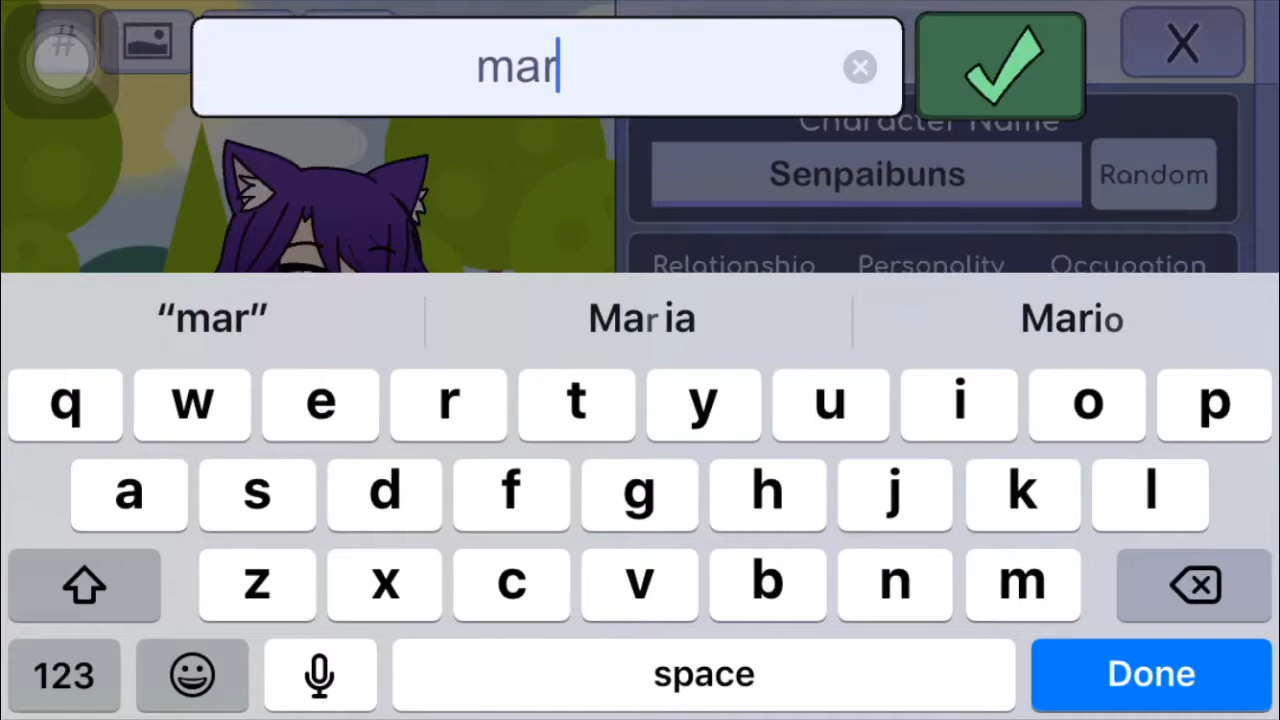 #
mar
X
Character Name
Senpaibuns
Random
Relationship Personality Occupation
“mar” Maria Mario
q w e r t y u i o p
a s d f g h j k l
z x c v b n m
123 space Done